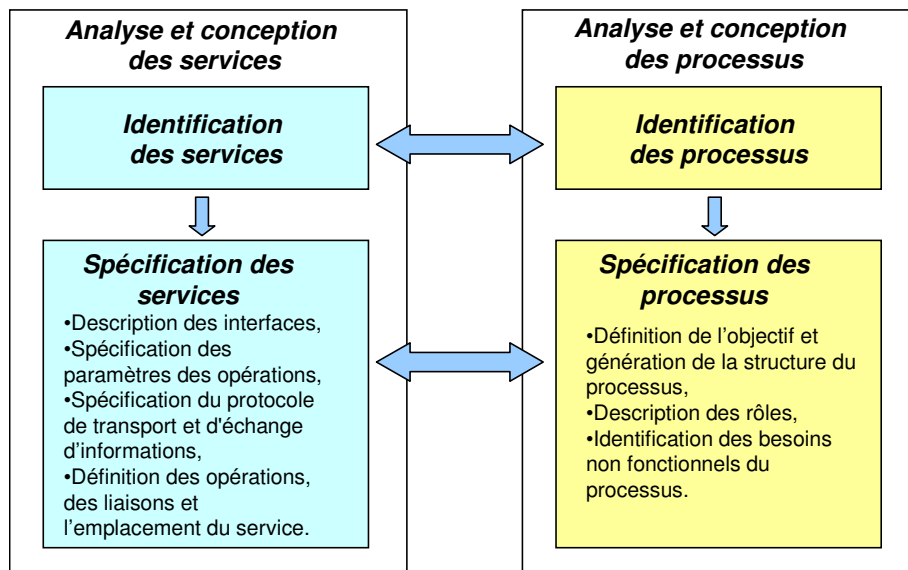 Analyse et conception
des services
Identification
des services
Spécification des
services
•Description des interfaces,
•Spécification des
paramètres des opérations,
•Spécification du protocole
de transport et d'échange
d’informations,
•Définition des opérations,
des liaisons et
l’emplacement du service.
Analyse et conception
des processus
Identification
des processus
Spécification des
processus
•Définition de l’objectif et
génération de la structure du
processus,
•Description des rôles,
•Identification des besoins
non fonctionnels du
processus.